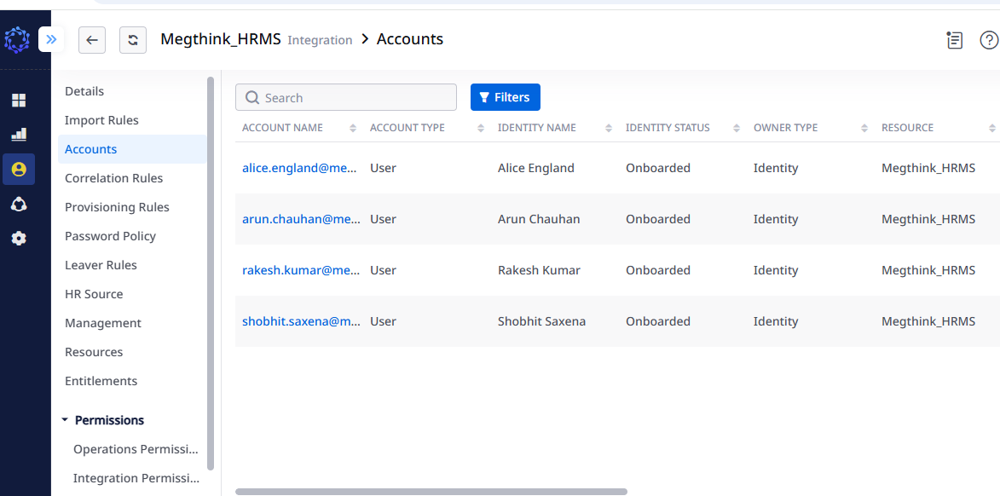 Megthink_HRMS Integration Accounts
Details
Import Rules
Accounts
Correlation Rules
Provisioning Rules
Password Policy
Leaver Rules
HR Source
Management
Resources
Entitlements
Permissions
Operations Permissi...
Integration Permissi...
Search Filters
ACCOUNT NAME ACCOUNT TYPE IDENTITY NAME IDENTITY STATUS OWNER TYPE RESOURCE
alice.england@me... User Alice England Onboarded Identity Megthink_HRMS
arun.chauhan@me... User Arun Chauhan Onboarded Identity Megthink_HRMS
rakesh.kumar@me... User Rakesh Kumar Onboarded Identity Megthink_HRMS
shobhit.saxena@m... User Shobhit Saxena Onboarded Identity Megthink_HRMS